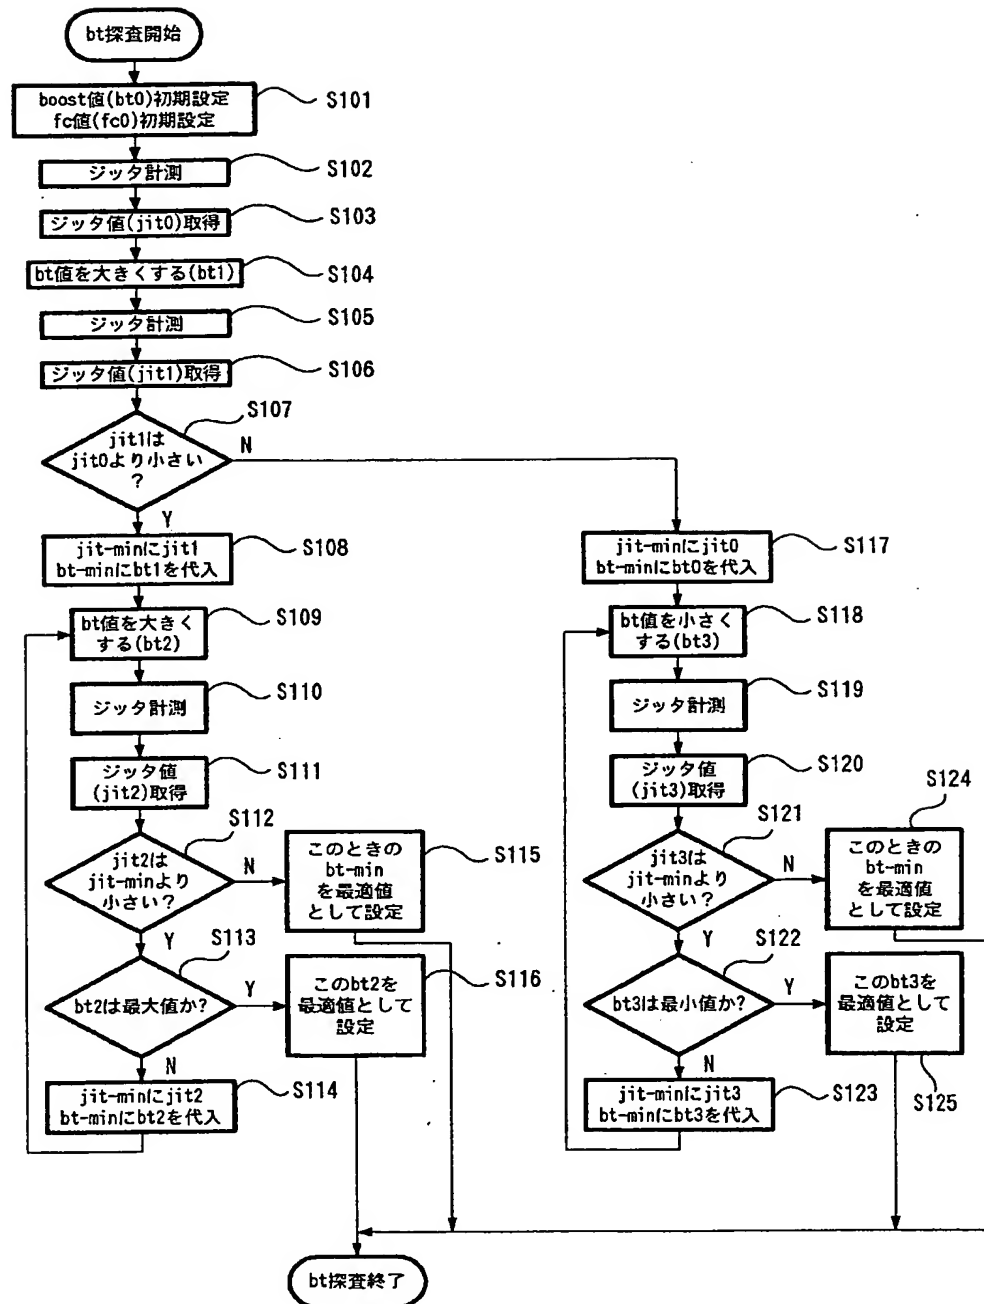 bt探査開始
boost値(bt0)初期設定
fc値(fc0)初期設定
S101
ジッタ計測
S102
ジッタ値(jit0)取得
S103
bt値を大きくする(bt1)
S104
ジッタ計測
S105
ジッタ値(jit1)取得
S106
S107
jit1は
jit0より小さい
?
N
Y
jit-minにjit1
bt-minにbt1を代入
S108
bt値を大きく
する(bt2)
S109
ジッタ計測
S110
ジッタ値
(jit2)取得
S111
S112
jit2は
jit-minより
小さい?
N
Y
このときの
bt-min
を最適値
として設定
S115
S113
bt2は最大値か?
Y
N
このbt2を
最適値として
設定
S116
jit-minにjit2
bt-minにbt2を代入
S114
jit-minにjit0
bt-minにbt0を代入
S117
bt値を小さく
する(bt3)
S118
ジッタ計測
S119
ジッタ値
(jit3)取得
S120
S121
jit3は
jit-minより
小さい?
N
Y
S124
このときの
bt-min
を最適値
として設定
S122
bt3は最小値か?
Y
N
このbt3を
最適値として
設定
S125
jit-minにjit3
bt-minにbt3を代入
S123
bt探査終了